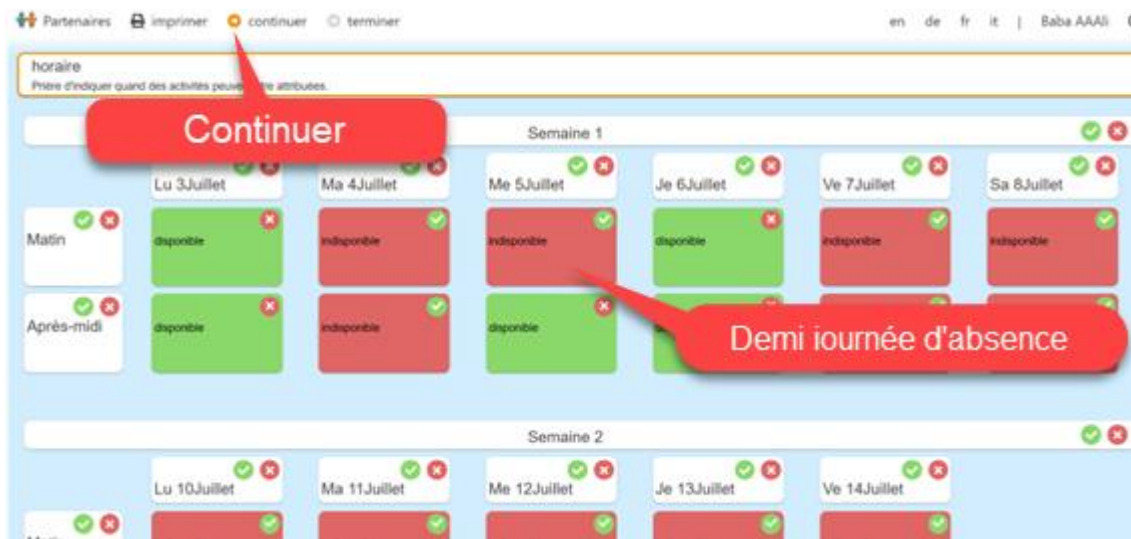 Partenaires imprimer continuer terminer en de fr it | Baba AAAli
horaire
Prière d'indiquer quand des activités peuvent être attribuées.
Continuer
Semaine 1
Lu 3Juillet Ma 4Juillet Me 5Juillet Je 6Juillet Ve 7Juillet Sa 8Juillet
Matin disponible indisponible indisponible disponible indisponible indisponible
Après-midi disponible indisponible disponible
Demi iournée d'absence
Semaine 2
Lu 10Juillet Ma 11Juillet Me 12Juillet Je 13Juillet Ve 14Juillet